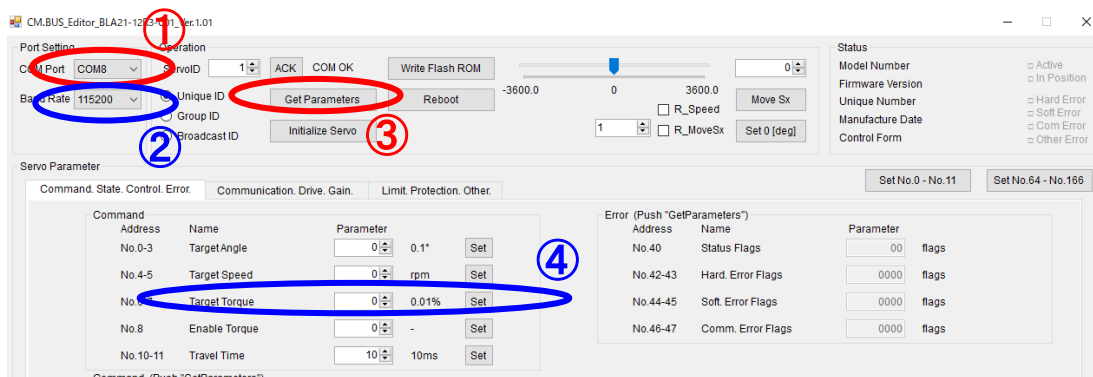 CM.BUS_Editor_BLA21-12R3-C01_Ver.1.01
①
Port Setting Operation Status
COM Port COM8 ServoID 1 ACK COM OK Write Flash ROM 0 Model Number □ Active
□ In Position
Firmware Version
Baud Rate 115200 Unique ID Get Parameters Reboot -3600.0 0 3600.0 Move Sx Unique Number □ Hard Error
Group ID R_Speed Manufacture Date □ Soft Error
□ Com Error
② Broadcast ID Initialize Servo ③ 1 R_MoveSx Set 0 [deg] Control Form □ Other Error
Servo Parameter
Set No.0 - No.11 Set No.64 - No.166
Command. State. Control. Error. Communication. Drive. Gain. Limit. Protection. Other.
Command Error (Push "GetParameters")
Address Name Parameter Address Name Parameter
No.0-3 TargetAngle 0 0.1° Set No.40 Status Flags 00 flags
④
No.4-5 Target Speed 0 rpm Set No.42-43 Hard. Error Flags 0000 flags
Target Torque 0 0.01% Set No.44-45 Soft. Error Flags 0000 flags
No.8 Enable Torque 0 - Set No.46-47 Comm. Error Flags 0000 flags
No.10-11 Travel Time 10 10ms Set
Command (Push "GetParameters")